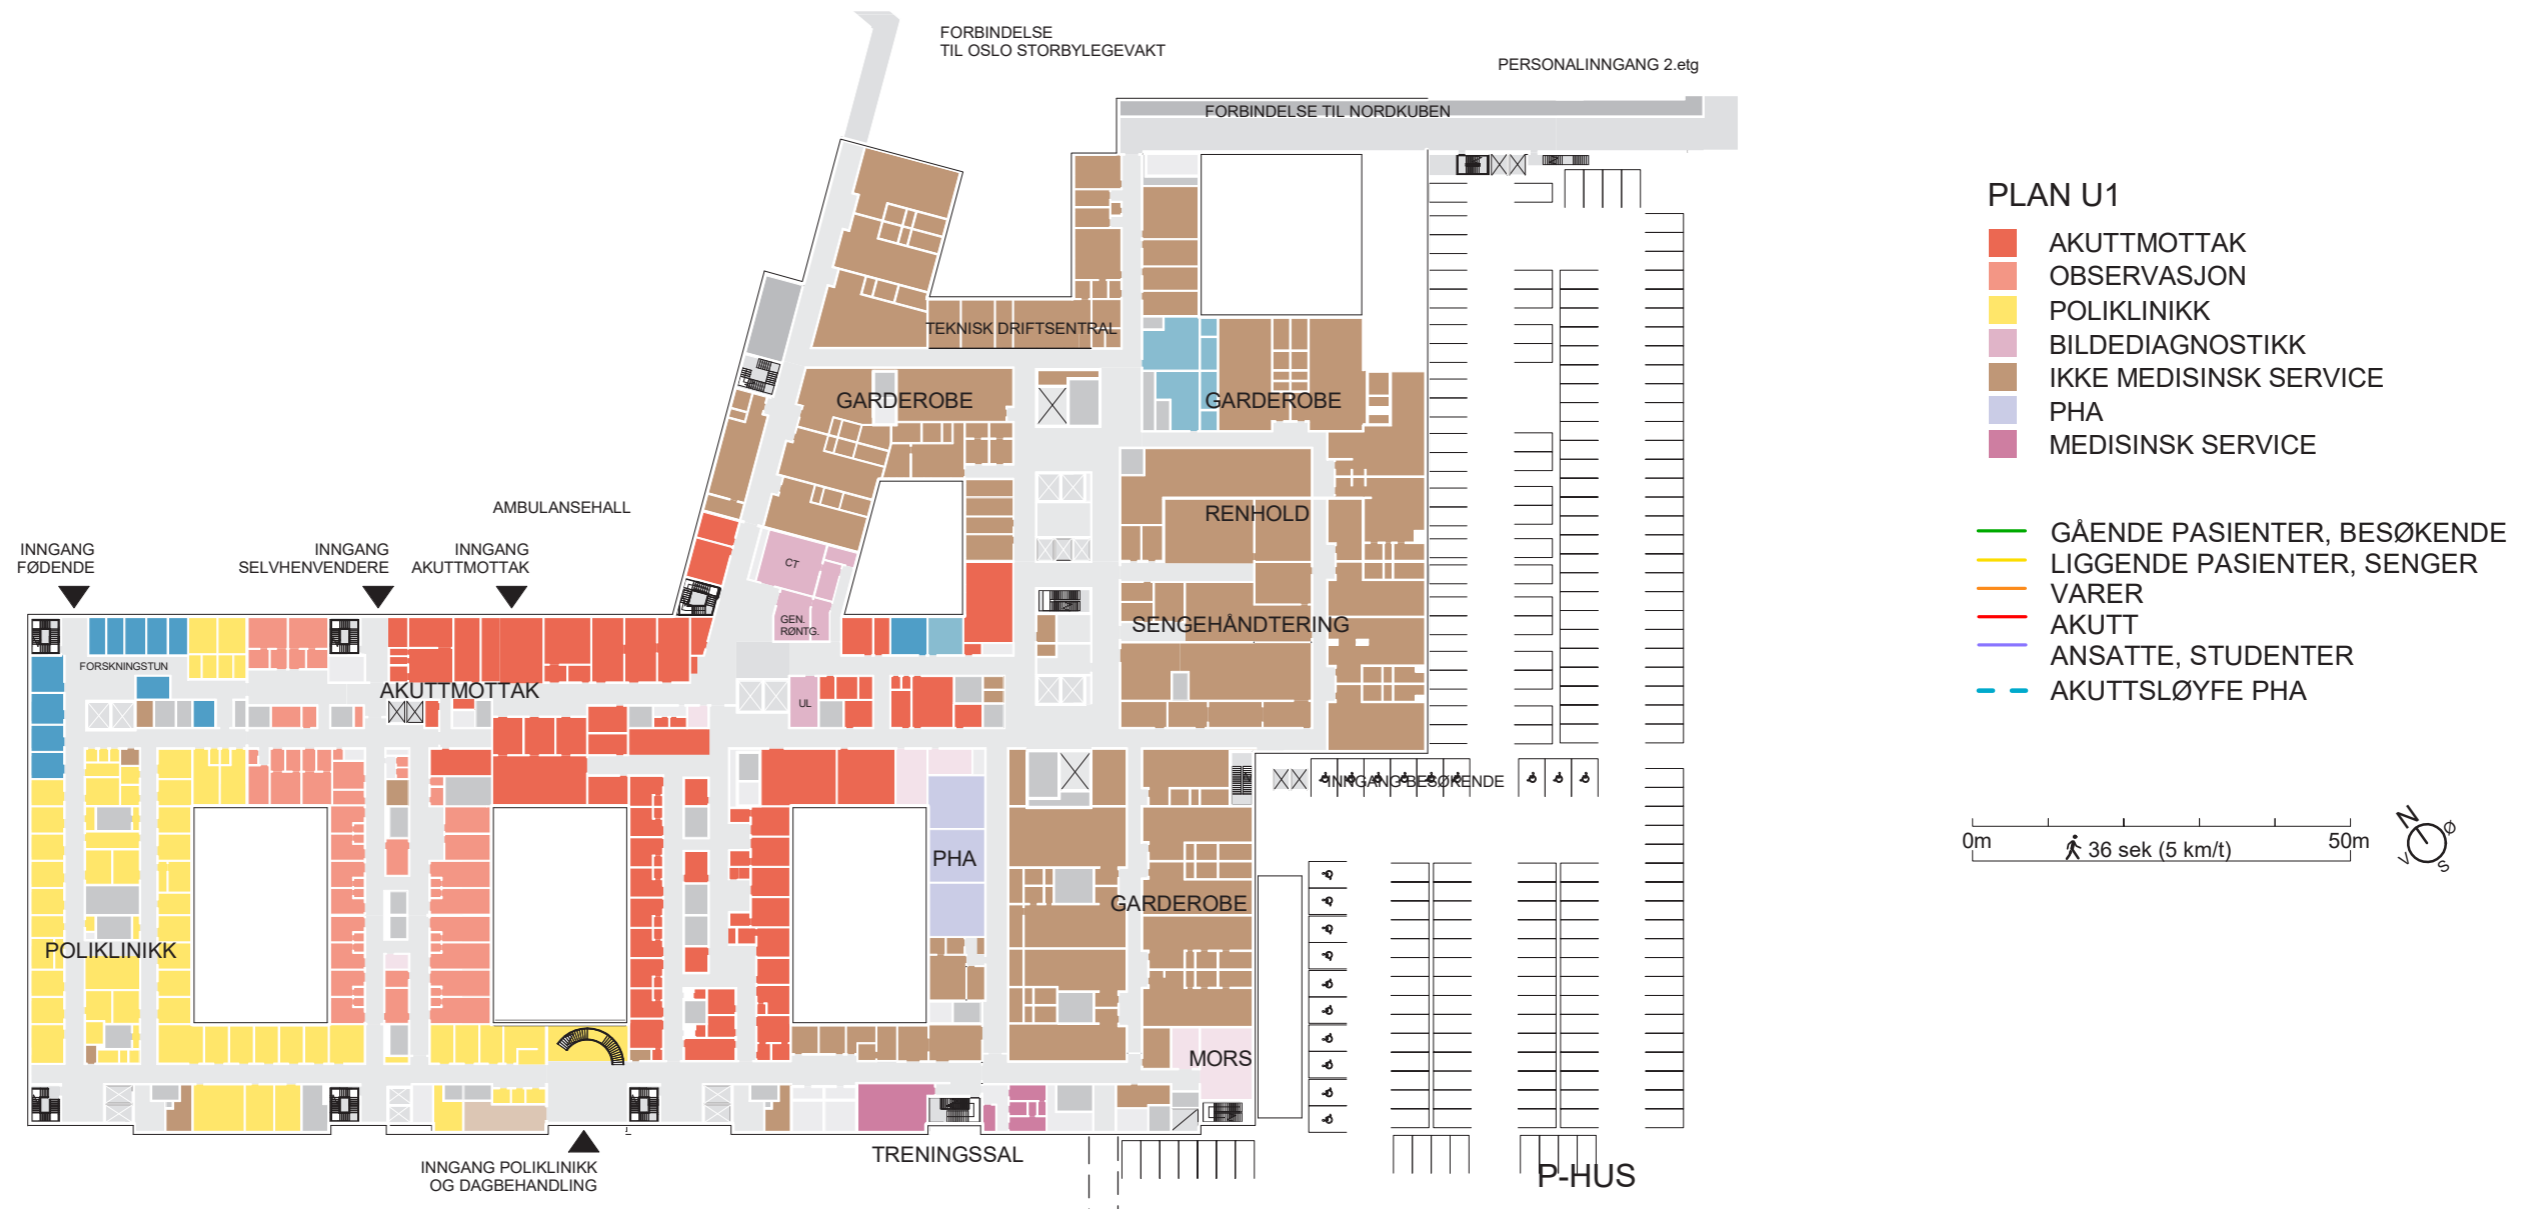 FORBINDELSE
TIL OSLO STORBYLEGEVAKT
PERSONALINNGANG 2.etg
FORBINDELSE TIL NORDKUBEN
TEKNISK DRIFTSENTRAL
GARDEROBE
GARDEROBE
AMBULANSEHALL
RENHOLD
INNGANG
FØDENDE
INNGANG
SELVHENVENDERE
INNGANG
AKUTTMOTTAK
CT
GEN.
RØNTG.
SENGEHÅNDTERING
FORSKNINGSTUN
AKUTTMOTTAK
UL
INNGANG BESØKENDE
PHA
GARDEROBE
POLIKLINIKK
MORS
INNGANG POLIKLINIKK
OG DAGBEHANDLING
TRENINGSSAL
P-HUS
PLAN U1
AKUTTMOTTAK
OBSERVASJON
POLIKLINIKK
BILDEDIAGNOSTIKK
IKKE MEDISINSK SERVICE
PHA
MEDISINSK SERVICE
GÅENDE PASIENTER, BESØKENDE
LIGGENDE PASIENTER, SENGER
VARER
AKUTT
ANSATTE, STUDENTER
AKUTTSLØYFE PHA
0m
36 sek (5 km/t)
50m
N
Ø
V
S